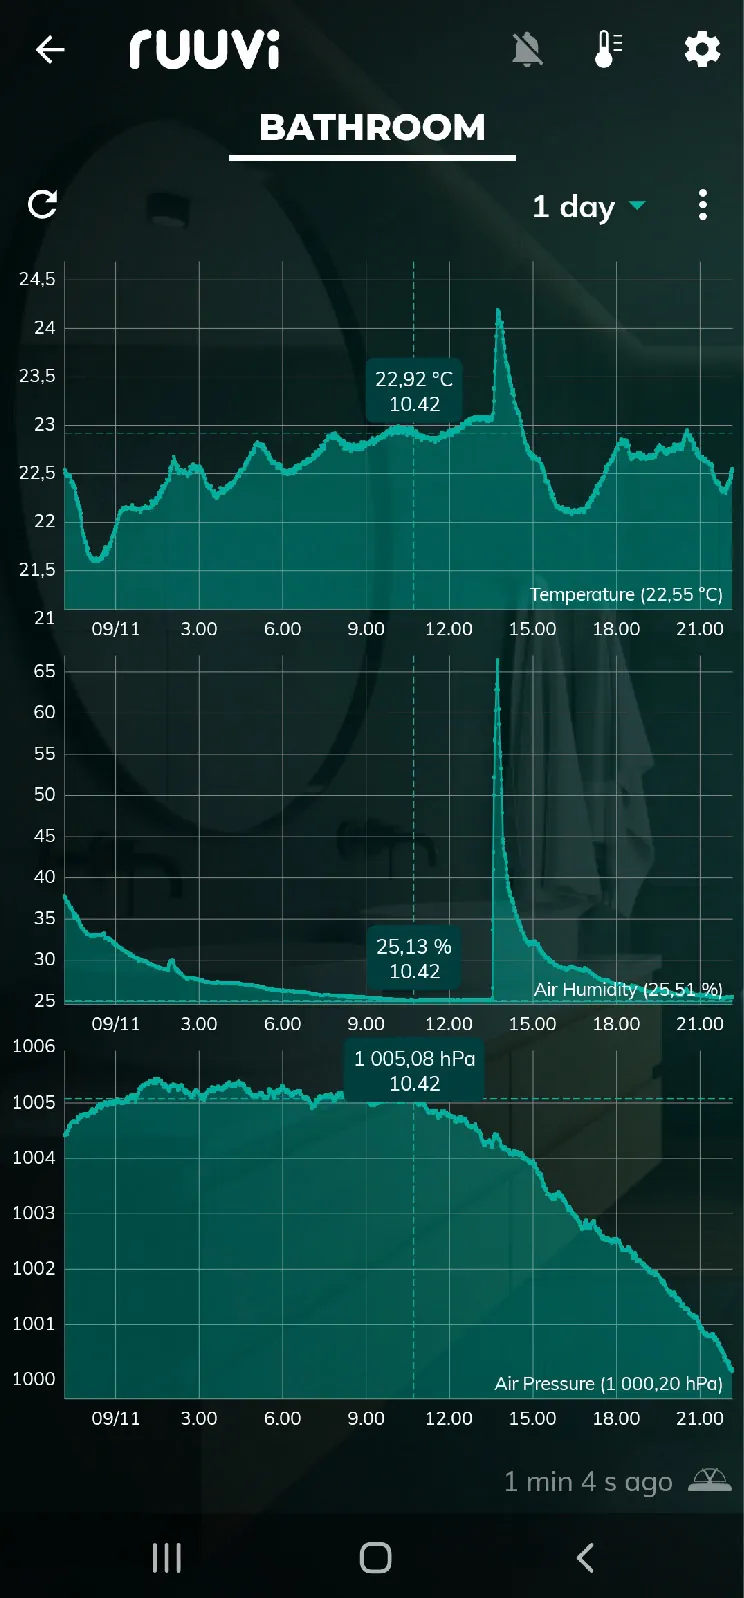 ruuvi
BATHROOM
1 day
24,5
24
23,5
23
22,5
22
21,5
21
22,92 °C
10.42
Temperature (22,55 °C)
09/11 3.00 6.00 9.00 12.00 15.00 18.00 21.00
65
60
55
50
45
40
35
30
25
25,13 %
10.42
Air Humidity (25,51 %)
09/11 3.00 6.00 9.00 12.00 15.00 18.00 21.00
1006
1005
1004
1003
1002
1001
1000
1 005,08 hPa
10.42
Air Pressure (1 000,20 hPa)
09/11 3.00 6.00 9.00 12.00 15.00 18.00 21.00
1 min 4 s ago